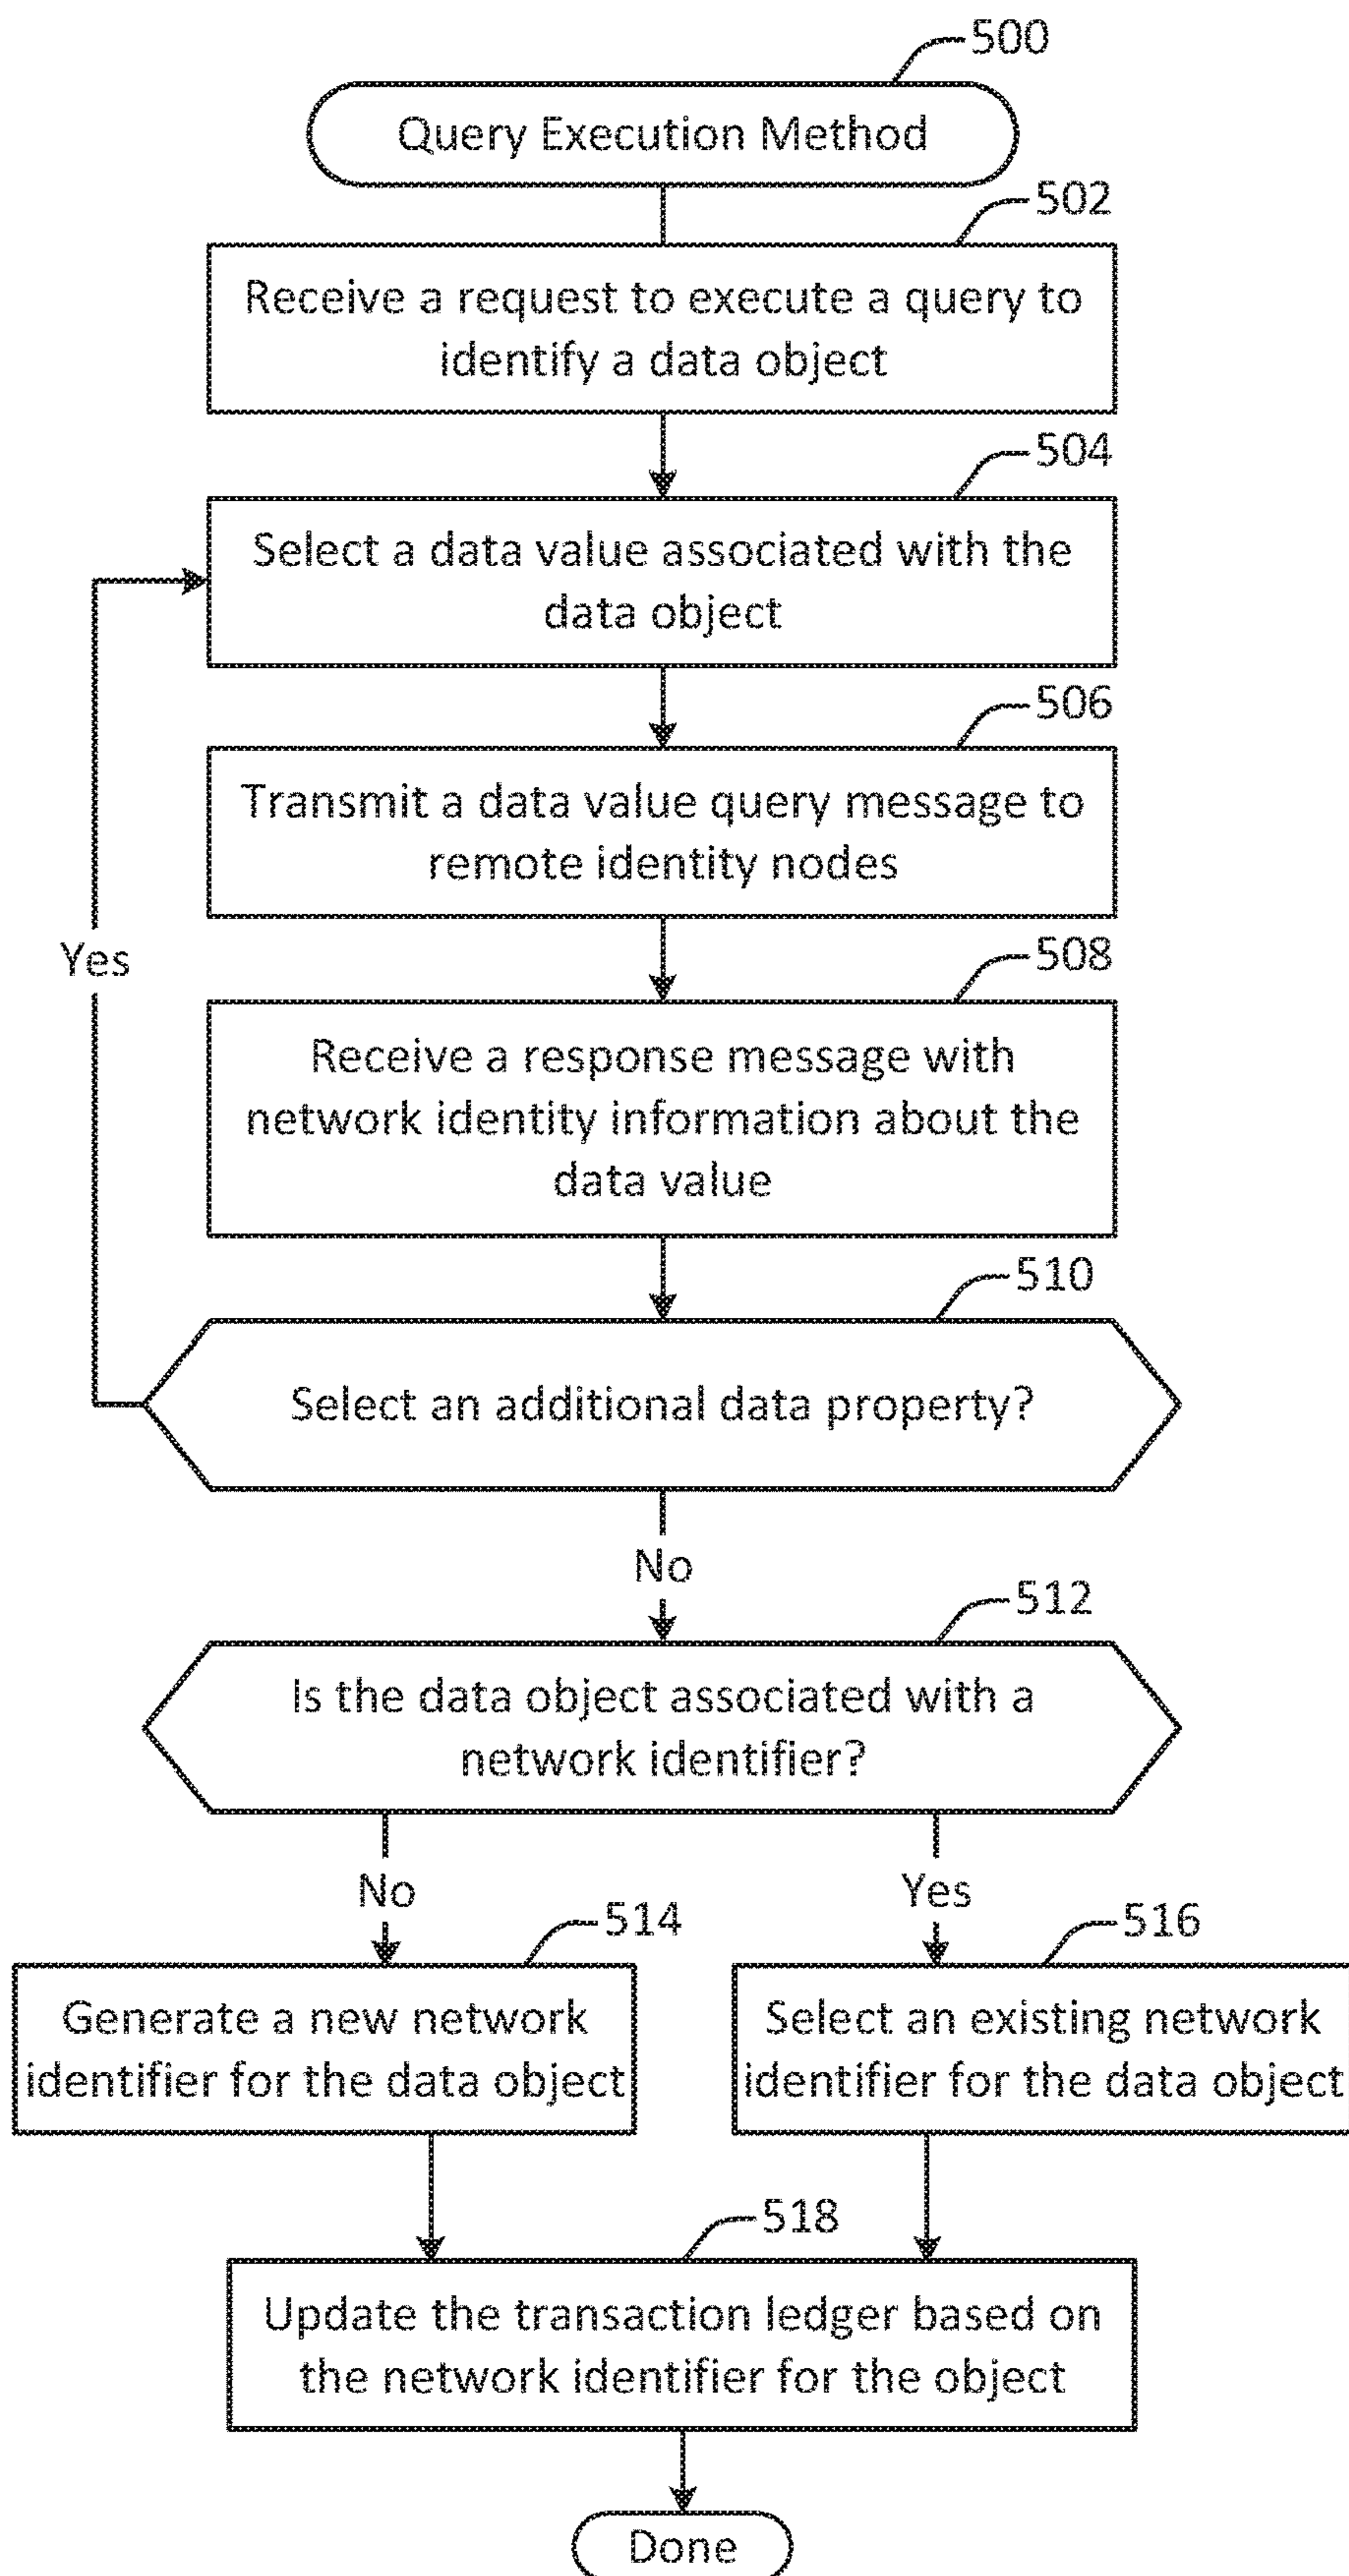 500
Query Execution Method
502
Receive a request to execute a query to
identify a data object
504
Select a data value associated with the
data object
506
Transmit a data value query message to
remote identity nodes
Yes
508
Receive a response message with
network identity information about the
data value
510
Select an additional data property?
No
512
Is the data object associated with a
network identifier?
No
Yes
514
516
Generate a new network
identifier for the data object
Select an existing network
identifier for the data object
518
Update the transaction ledger based on
the network identifier for the object
Done